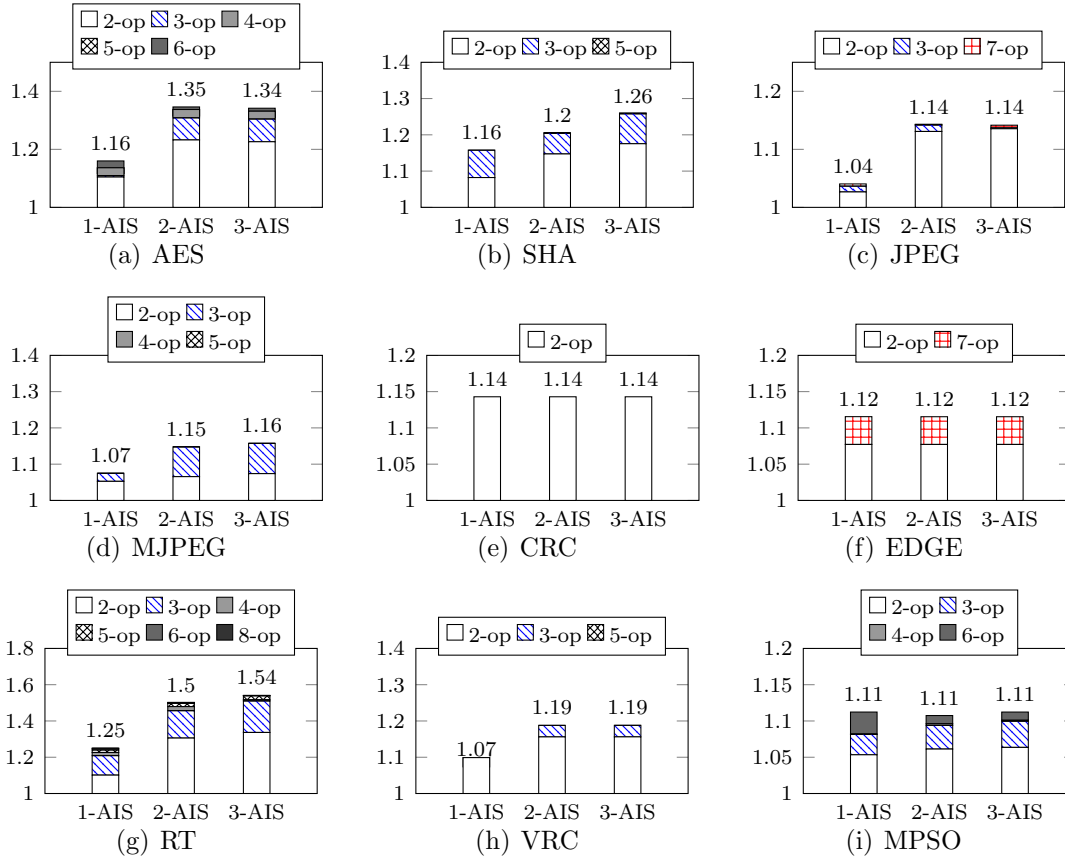 2-op 3-op 4-op
5-op 6-op
1 1.2 1.4
1.16 1.35 1.34
1-AIS 2-AIS 3-AIS
(a) AES
2-op 3-op 5-op
1 1.1 1.2 1.3 1.4
1.16 1.2 1.26
1-AIS 2-AIS 3-AIS
(b) SHA
2-op 3-op 7-op
1 1.1 1.2
1.04 1.14 1.14
1-AIS 2-AIS 3-AIS
(c) JPEG
2-op 3-op
4-op 5-op
1 1.1 1.2 1.3 1.4
1.07 1.15 1.16
1-AIS 2-AIS 3-AIS
(d) MJPEG
2-op
1 1.05 1.1 1.15 1.2
1.14 1.14 1.14
1-AIS 2-AIS 3-AIS
(e) CRC
2-op 7-op
1 1.05 1.1 1.15 1.2
1.12 1.12 1.12
1-AIS 2-AIS 3-AIS
(f) EDGE
2-op 3-op 4-op
5-op 6-op 8-op
1 1.2 1.4 1.6 1.8
1.25 1.5 1.54
1-AIS 2-AIS 3-AIS
(g) RT
2-op 3-op 5-op
1 1.1 1.2 1.3 1.4
1.07 1.19 1.19
1-AIS 2-AIS 3-AIS
(h) VRC
2-op 3-op
4-op 6-op
1 1.05 1.1 1.15 1.2
1.11 1.11 1.11
1-AIS 2-AIS 3-AIS
(i) MPSO